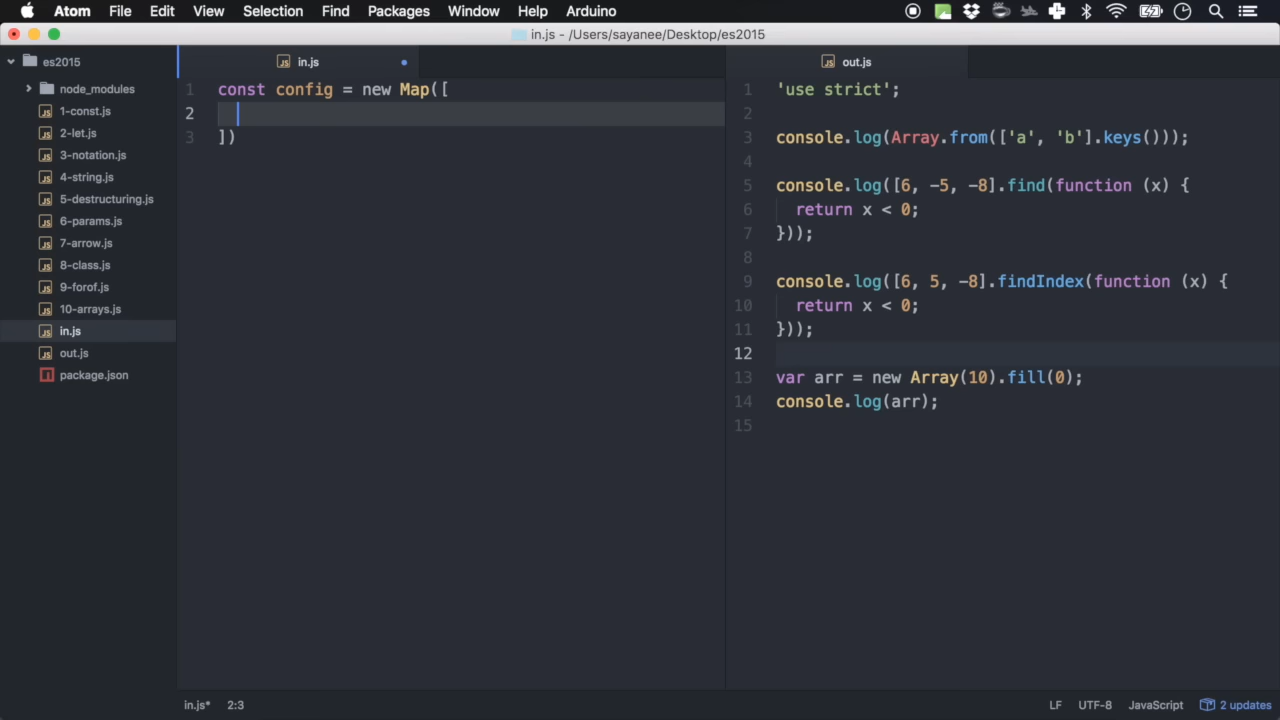 Atom File Edit View Selection Find Packages Window Help Arduino
in.js - /Users/sayanee/Desktop/es2015
es2015
node_modules
1-const.js
2-let.js
3-notation.js
4-string.js
5-destructuring.js
6-params.js
7-arrow.js
8-class.js
9-forof.js
10-arrays.js
in.js
out.js
package.json
in.js
1 const config = new Map([
2
3 ])
out.js
1 'use strict';
2
3 console.log(Array.from(['a', 'b'].keys()));
4
5 console.log([6, -5, -8].find(function (x) {
6 return x < 0;
7 }));
8
9 console.log([6, 5, -8].findIndex(function (x) {
10 return x < 0;
11 }));
12
13 var arr = new Array(10).fill(0);
14 console.log(arr);
15
in.js* 2:3 LF UTF-8 JavaScript 2 updates